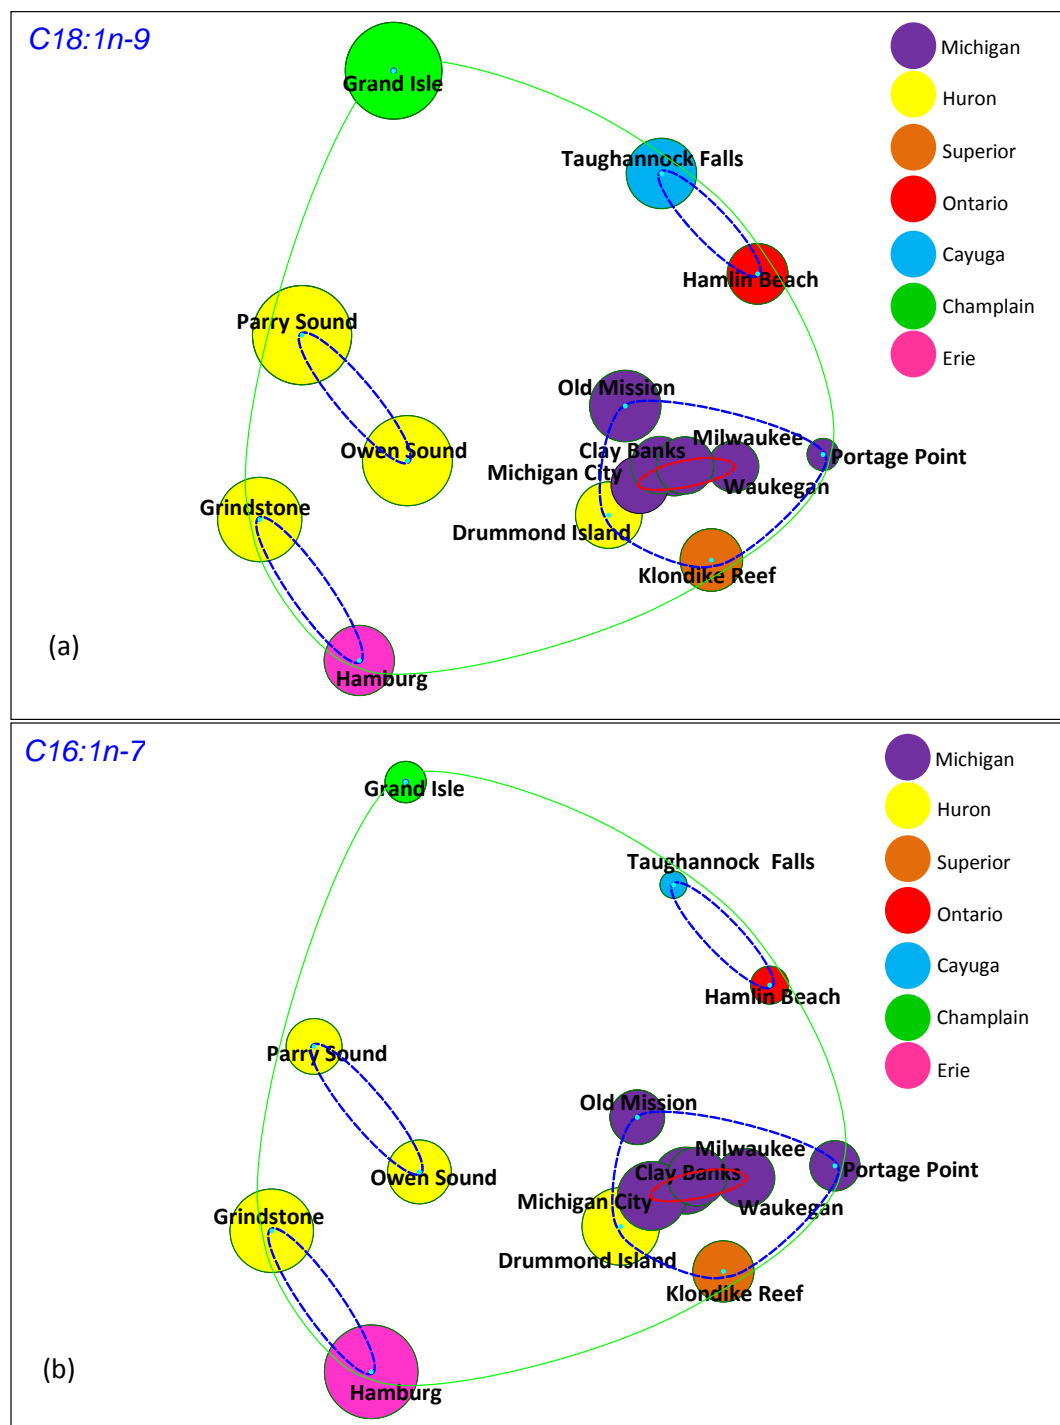 C18:1n-9
Grand Isle
Taughannock Falls
Hamlin Beach
Parry Sound
Owen Sound
Grindstone
Hamburg
Old Mission
Clay Banks
Milwaukee
Michigan City
Waukegan
Portage Point
Drummond Island
Klondike Reef
Michigan
Huron
Superior
Ontario
Cayuga
Champlain
Erie
(a)
C16:1n-7
Grand Isle
Taughannock Falls
Hamlin Beach
Parry Sound
Owen Sound
Grindstone
Hamburg
Old Mission
Clay Banks
Milwaukee
Michigan City
Waukegan
Portage Point
Drummond Island
Klondike Reef
Michigan
Huron
Superior
Ontario
Cayuga
Champlain
Erie
(b)